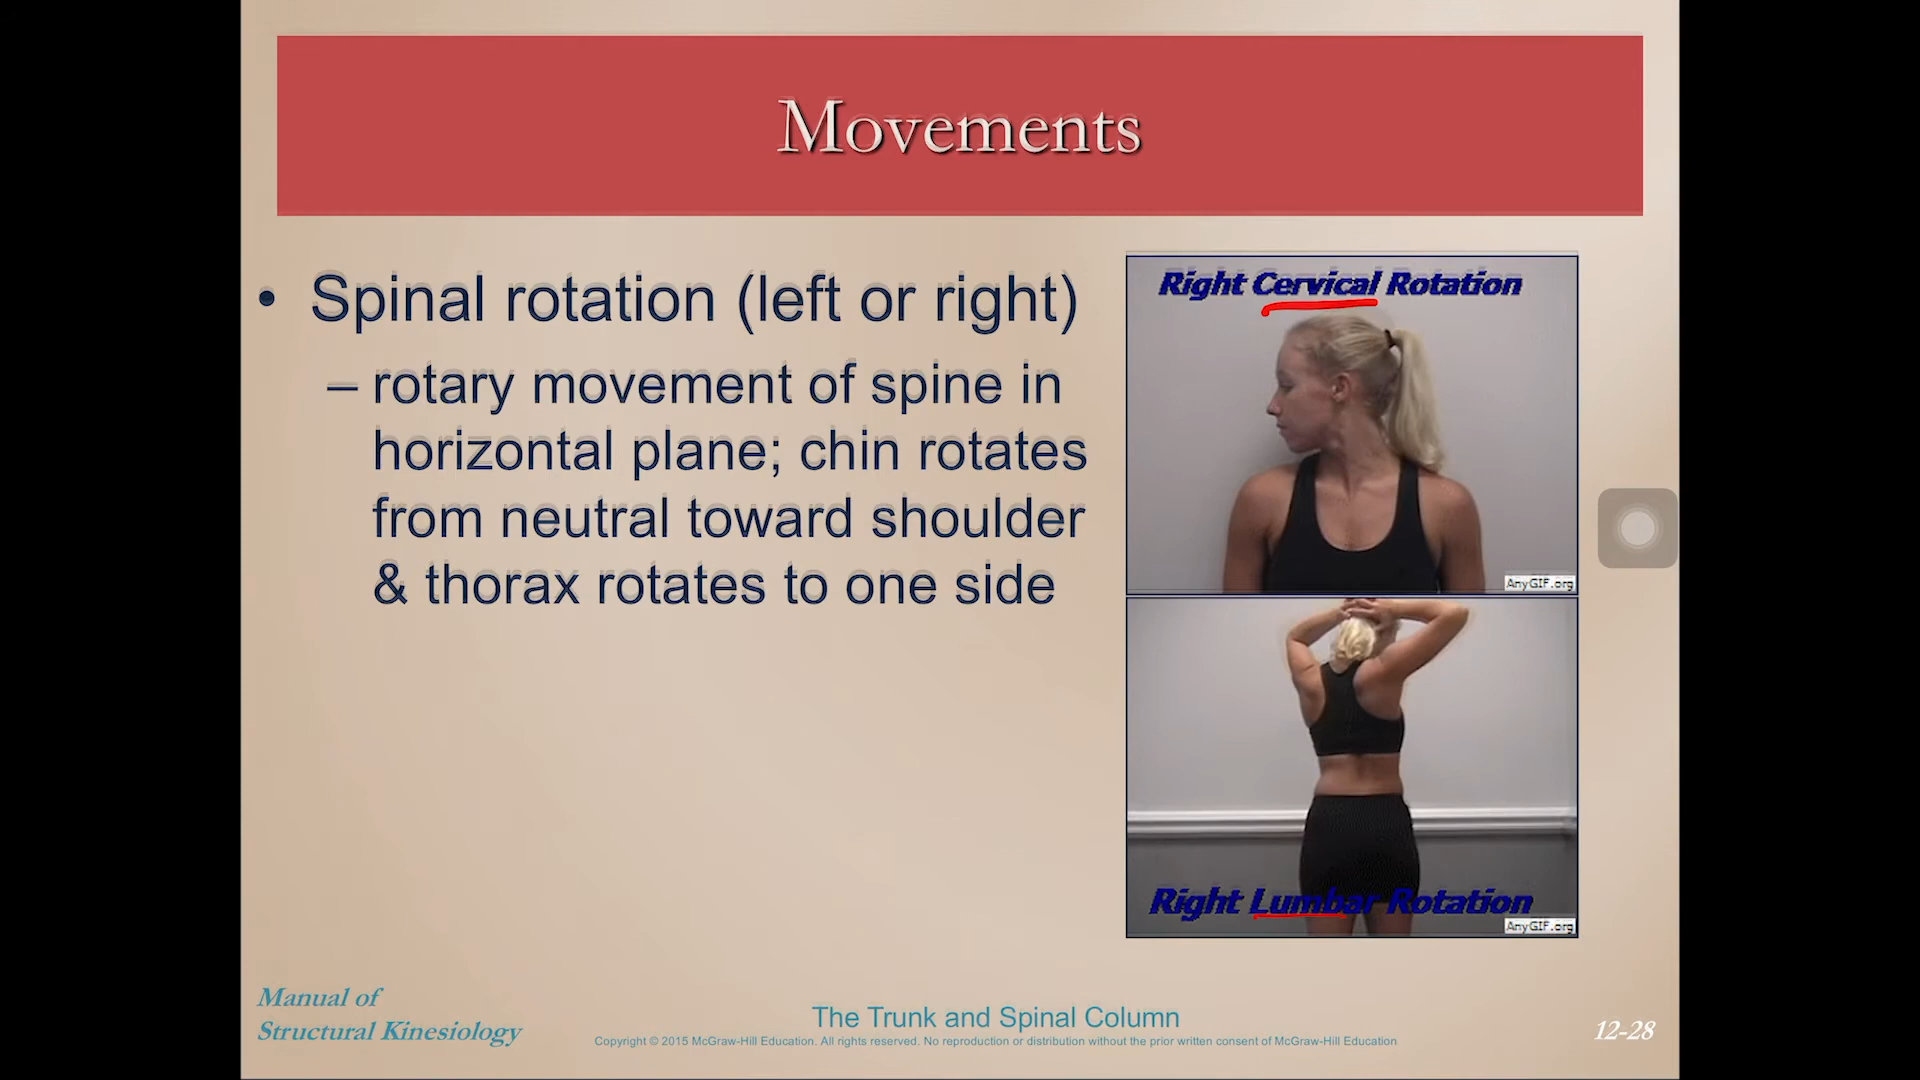 Movements
• Spinal rotation (left or right)
– rotary movement of spine in
horizontal plane; chin rotates
from neutral toward shoulder
& thorax rotates to one side
Right Cervical Rotation
AnyGIF.org
Right Lumbar Rotation
AnyGIF.org
Manual of
Structural Kinesiology
The Trunk and Spinal Column
Copyright © 2015 McGraw-Hill Education. All rights reserved. No reproduction or distribution without the prior written consent of McGraw-Hill Education
12-28